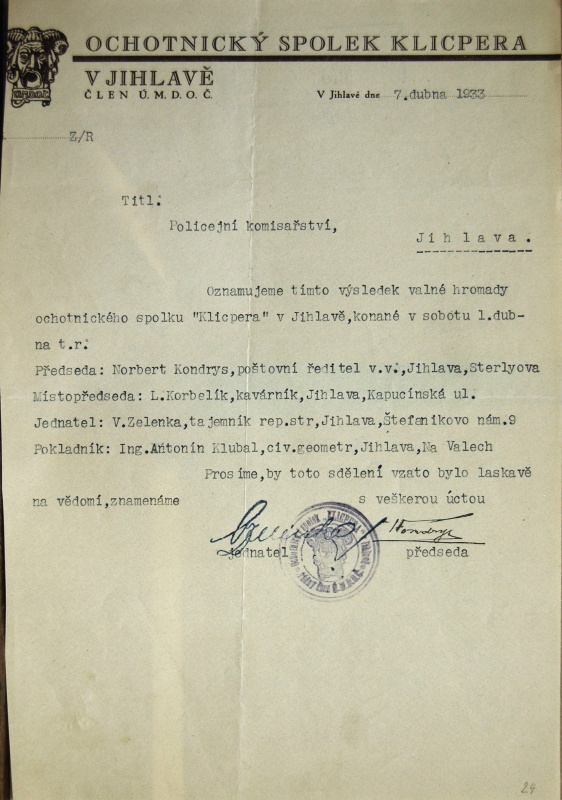 OCHOTNICKÝ SPOLEK KLICPERA
V JIHLAVĚ
ČLEN Ú.M.D.O.Č.
V Jihlavě dne 7.dubna 1933
Z/R
Titl.
Policejní komisařství,
Jihlava.
Oznamujeme tímto výsledek valné hromady
ochotnického spolku "Klicpera" v Jihlavě,konané v sobotu 1.dub-
na t.r.
Předseda: Norbert Kondrys,poštovní ředitel v.v.,Jihlava,Sterlyova
Místopředseda: L.Korbelík,kavárník,Jihlava,Kapucínská ul.
Jednatel: V.Zelenka,tajemník rep.str,Jihlava,Štefanikovo nám.9
Pokladník: Ing.Antonín Klubal,civ.geometr,Jihlava,Na Valech
Prosíme,by toto sdělení vzato bylo laskavě
na vědomí,znamenáme s veškerou úctou
Kondrys
jednatel předseda
24